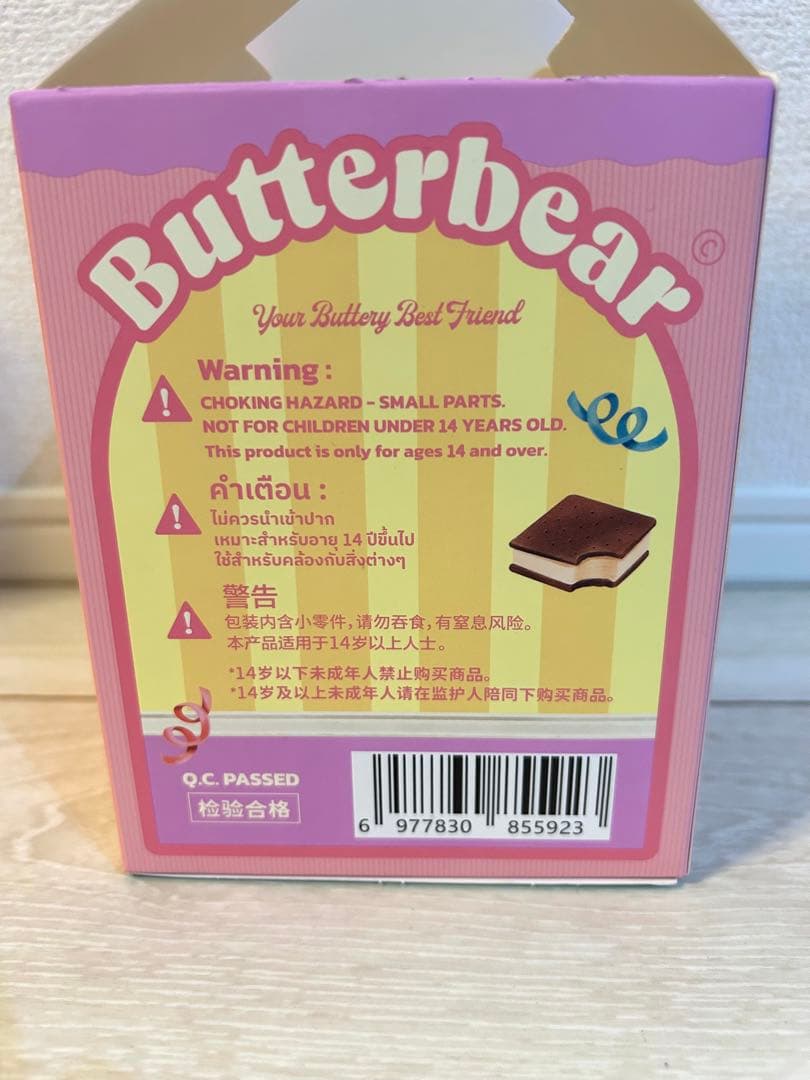 Butterbear
©
Your Buttery Best Friend
Warning :
CHOKING HAZARD - SMALL PARTS.
NOT FOR CHILDREN UNDER 14 YEARS OLD.
This product is only for ages 14 and over.
คำเตือน :
ไม่ควรนำเข้าปาก
เหมาะสำหรับอายุ 14 ปีขึ้นไป
ใช้สำหรับคล้องกับสิ่งต่างๆ
警告
包装内含小零件,请勿吞食,有窒息风险。
本产品适用于14岁以上人士。
*14岁以下未成年人禁止购买商品。
*14岁及以上未成年人请在监护人陪同下购买商品。
Q.C. PASSED
检验合格
6 977830 855923